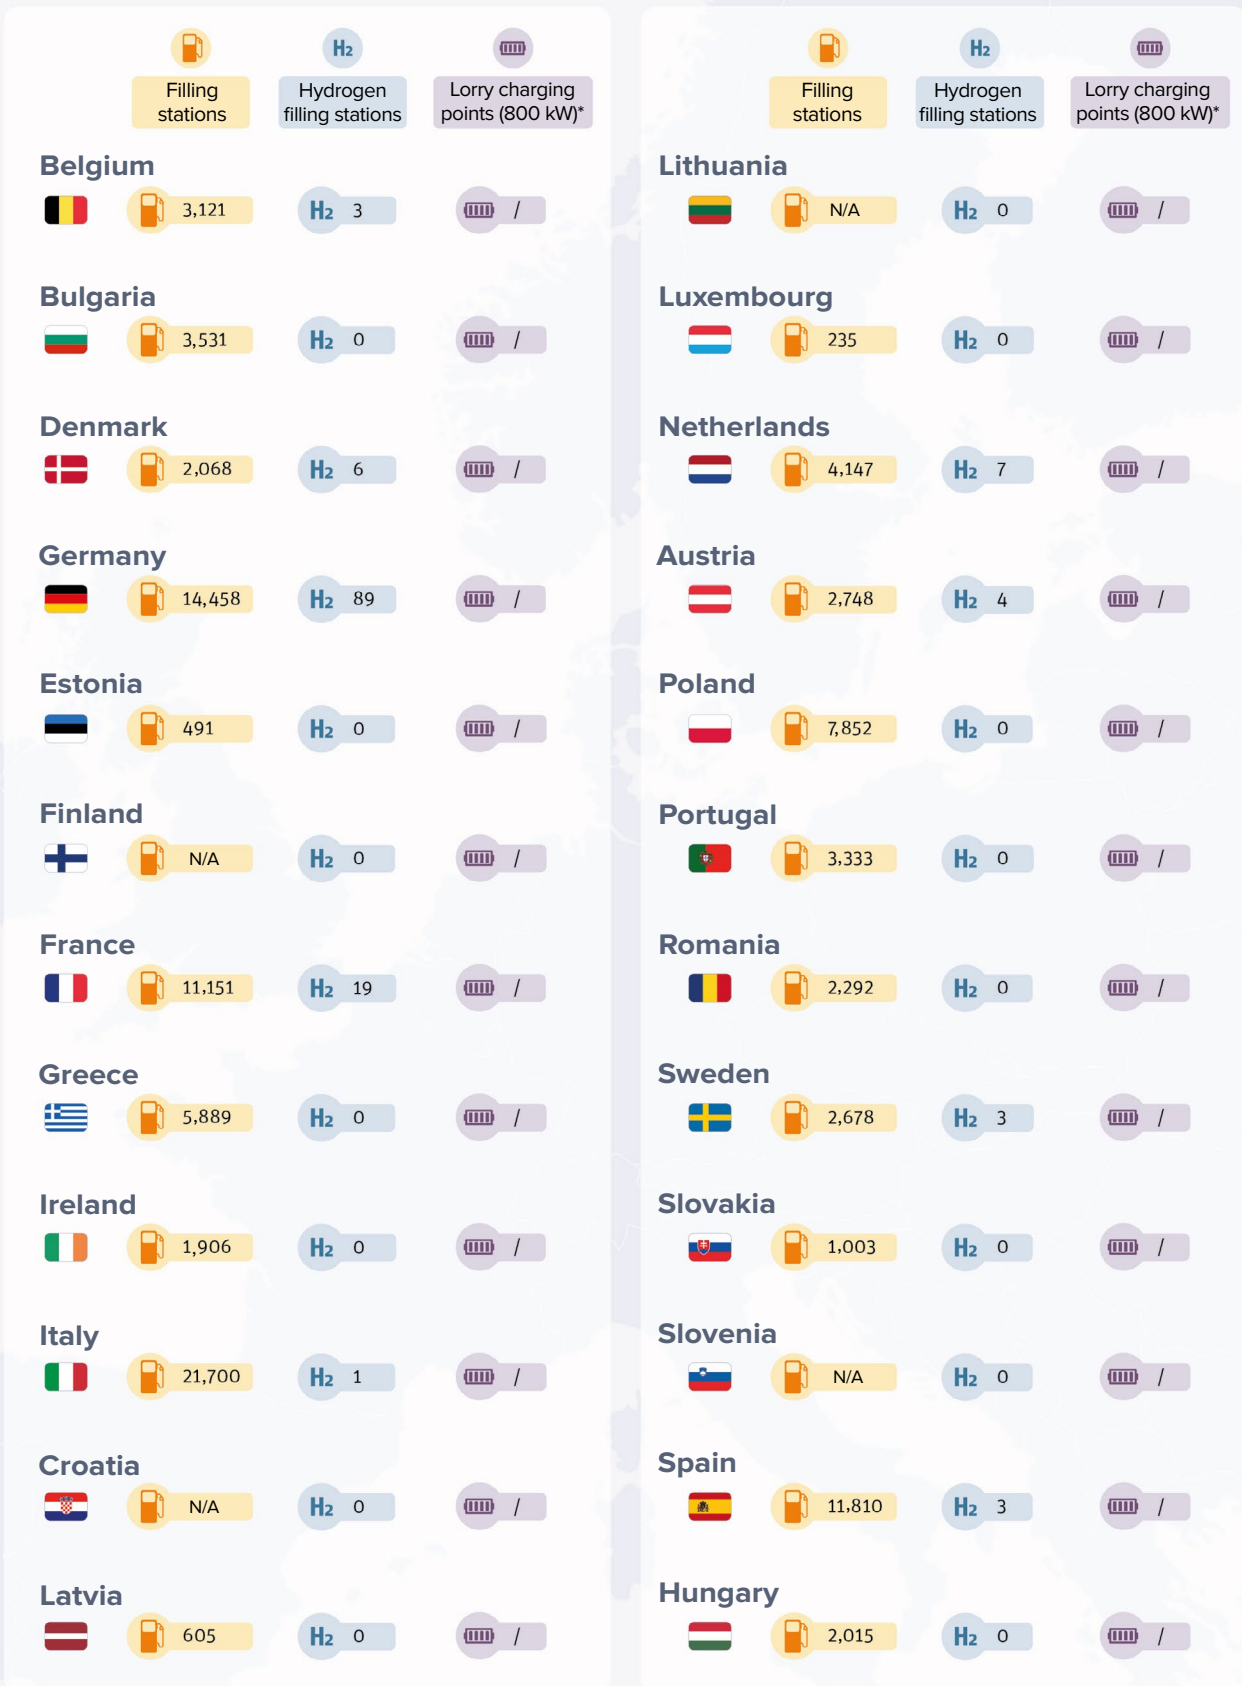 H2
Filling
stations
Hydrogen
filling stations
Lorry charging
points (800 kW)*
Belgium
3,121
H2 3
/
Bulgaria
3,531
H2 0
/
Denmark
2,068
H2 6
/
Germany
14,458
H2 89
/
Estonia
491
H2 0
/
Finland
N/A
H2 0
/
France
11,151
H2 19
/
Greece
5,889
H2 0
/
Ireland
1,906
H2 0
/
Italy
21,700
H2 1
/
Croatia
N/A
H2 0
/
Latvia
605
H2 0
/
H2
Filling
stations
Hydrogen
filling stations
Lorry charging
points (800 kW)*
Lithuania
N/A
H2 0
/
Luxembourg
235
H2 0
/
Netherlands
4,147
H2 7
/
Austria
2,748
H2 4
/
Poland
7,852
H2 0
/
Portugal
3,333
H2 0
/
Romania
2,292
H2 0
/
Sweden
2,678
H2 3
/
Slovakia
1,003
H2 0
/
Slovenia
N/A
H2 0
/
Spain
11,810
H2 3
/
Hungary
2,015
H2 0
/